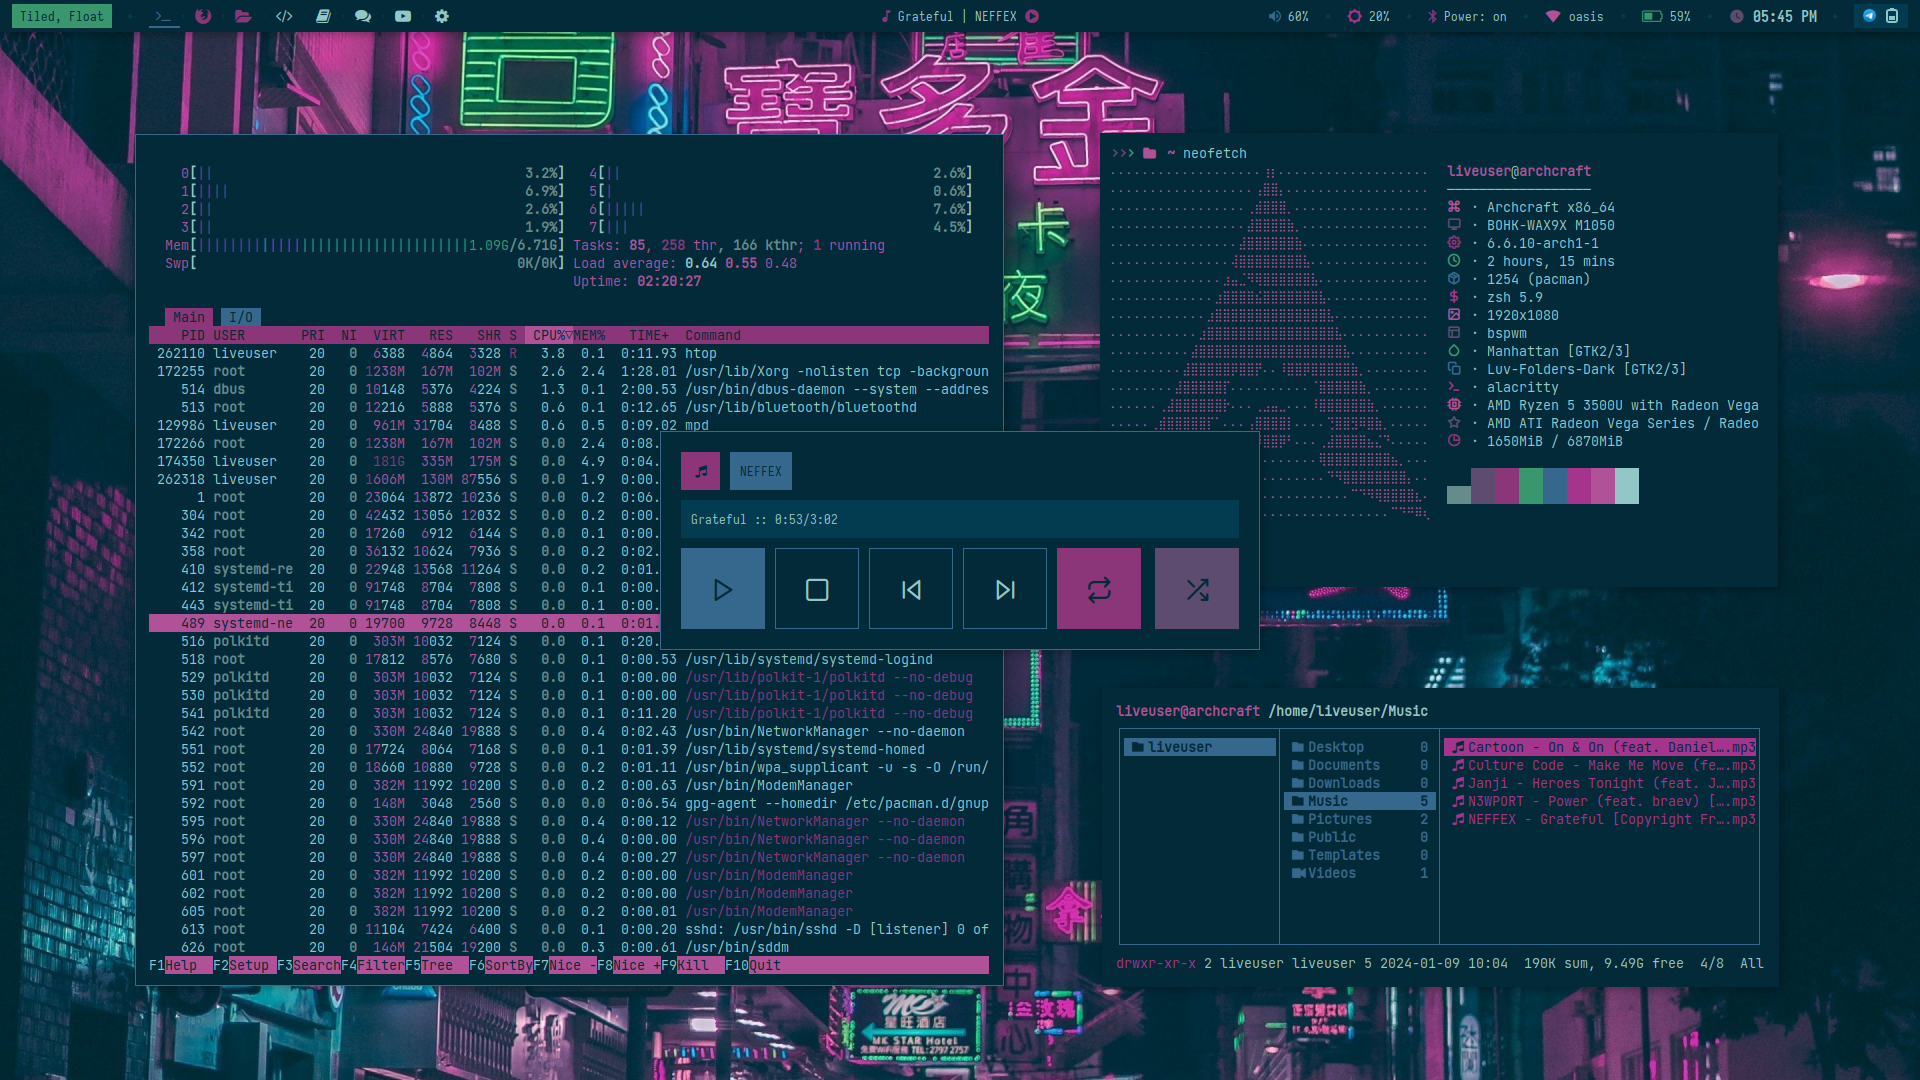 Tiled, Float
Grateful | NEFFEX
60%
20%
Power: on
oasis
59%
05:45 PM
店
寶多金
卡
夜
0[|| 3.2%] 4[|| 2.6%]
1[|||| 6.9%] 5[| 0.6%]
2[|| 2.6%] 6[||||| 7.6%]
3[|| 1.9%] 7[||| 4.5%]
Mem[||||||||||||||||||||||||||||||||||1.09G/6.71G] Tasks: 85, 258 thr, 166 kthr; 1 running
Swp[ 0K/0K] Load average: 0.64 0.55 0.48
Uptime: 02:20:27
Main I/O
PID USER PRI NI VIRT RES SHR S CPU%▽MEM% TIME+ Command
262110 liveuser 20 0 6388 4864 3328 R 3.8 0.1 0:11.93 htop
172255 root 20 0 1238M 167M 102M S 2.6 2.4 1:28.01 /usr/lib/Xorg -nolisten tcp -backgroun
514 dbus 20 0 10148 5376 4224 S 1.3 0.1 2:00.53 /usr/bin/dbus-daemon --system --addres
513 root 20 0 12216 5888 5376 S 0.6 0.1 0:12.65 /usr/lib/bluetooth/bluetoothd
129986 liveuser 20 0 961M 31704 8488 S 0.6 0.5 0:09.02 mpd
172266 root 20 0 1238M 167M 102M S 0.0 2.4 0:08.
174350 liveuser 20 0 181G 335M 175M S 0.0 4.9 0:04.
262318 liveuser 20 0 1606M 130M 87556 S 0.0 1.9 0:00.
1 root 20 0 23064 13872 10236 S 0.0 0.2 0:06.
304 root 20 0 42432 13056 12032 S 0.0 0.2 0:00.
342 root 20 0 17260 6912 6144 S 0.0 0.1 0:00.
358 root 20 0 36132 10624 7936 S 0.0 0.2 0:02.
410 systemd-re 20 0 22948 13568 11264 S 0.0 0.2 0:01.
412 systemd-ti 20 0 91748 8704 7808 S 0.0 0.1 0:00.
443 systemd-ti 20 0 91748 8704 7808 S 0.0 0.1 0:00.
489 systemd-ne 20 0 19700 9728 8448 S 0.0 0.1 0:01.
516 polkitd 20 0 303M 10032 7124 S 0.0 0.1 0:20.
518 root 20 0 17812 8576 7680 S 0.0 0.1 0:00.53 /usr/lib/systemd/systemd-logind
529 polkitd 20 0 303M 10032 7124 S 0.0 0.1 0:00.00 /usr/lib/polkit-1/polkitd --no-debug
530 polkitd 20 0 303M 10032 7124 S 0.0 0.1 0:00.00 /usr/lib/polkit-1/polkitd --no-debug
541 polkitd 20 0 303M 10032 7124 S 0.0 0.1 0:11.20 /usr/lib/polkit-1/polkitd --no-debug
542 root 20 0 330M 24840 19888 S 0.0 0.4 0:02.43 /usr/bin/NetworkManager --no-daemon
551 root 20 0 17724 8064 7168 S 0.0 0.1 0:01.39 /usr/lib/systemd/systemd-homed
552 root 20 0 18660 10880 9728 S 0.0 0.2 0:01.11 /usr/bin/wpa_supplicant -u -s -O /run/
591 root 20 0 382M 11992 10200 S 0.0 0.2 0:00.63 /usr/bin/ModemManager
592 root 20 0 148M 3048 2560 S 0.0 0.0 0:06.54 gpg-agent --homedir /etc/pacman.d/gnup
595 root 20 0 330M 24840 19888 S 0.0 0.4 0:00.12 /usr/bin/NetworkManager --no-daemon
596 root 20 0 330M 24840 19888 S 0.0 0.4 0:00.00 /usr/bin/NetworkManager --no-daemon
597 root 20 0 330M 24840 19888 S 0.0 0.4 0:00.27 /usr/bin/NetworkManager --no-daemon
601 root 20 0 382M 11992 10200 S 0.0 0.2 0:00.00 /usr/bin/ModemManager
602 root 20 0 382M 11992 10200 S 0.0 0.2 0:00.00 /usr/bin/ModemManager
605 root 20 0 382M 11992 10200 S 0.0 0.2 0:00.01 /usr/bin/ModemManager
613 root 20 0 11104 7424 6400 S 0.0 0.1 0:00.20 sshd: /usr/bin/sshd -D [listener] 0 of
626 root 20 0 146M 21504 19200 S 0.0 0.3 0:00.61 /usr/bin/sddm
F1Help F2Setup F3SearchF4FilterF5Tree F6SortByF7Nice -F8Nice +F9Kill F10Quit
NEFFEX
Grateful :: 0:53/3:02
>>> ~ neofetch
liveuser@archcraft
· Archcraft x86_64
· BOHK-WAX9X M1050
· 6.6.10-arch1-1
· 2 hours, 15 mins
· 1254 (pacman)
· zsh 5.9
· 1920x1080
· bspwm
· Manhattan [GTK2/3]
· Luv-Folders-Dark [GTK2/3]
· alacritty
· AMD Ryzen 5 3500U with Radeon Vega
· AMD ATI Radeon Vega Series / Radeo
· 1650MiB / 6870MiB
liveuser@archcraft /home/liveuser/Music
liveuser
Desktop 0
Documents 0
Downloads 0
Music 5
Pictures 2
Public 0
Templates 0
Videos 1
Cartoon - On & On (feat. Daniel….mp3
Culture Code - Make Me Move (fe….mp3
Janji - Heroes Tonight (feat. J….mp3
N3WPORT - Power (feat. braev) [….mp3
NEFFEX - Grateful [Copyright Fr….mp3
drwxr-xr-x 2 liveuser liveuser 5 2024-01-09 10:04 190K sum, 9.49G free 4/8 All
角
購
物
中
心
金
星旺酒店
MK STAR Hotel
TEL: 2797 2757
玫瑰